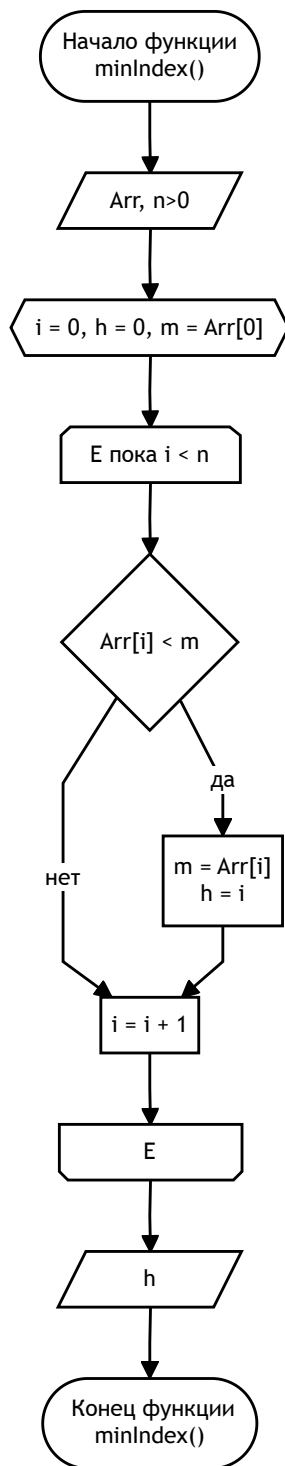 Начало функции
minIndex()
Arr, n>0
i = 0, h = 0, m = Arr[0]
E пока i < n
Arr[i] < m
да
нет
m = Arr[i]
h = i
i = i + 1
E
h
Конец функции
minIndex()